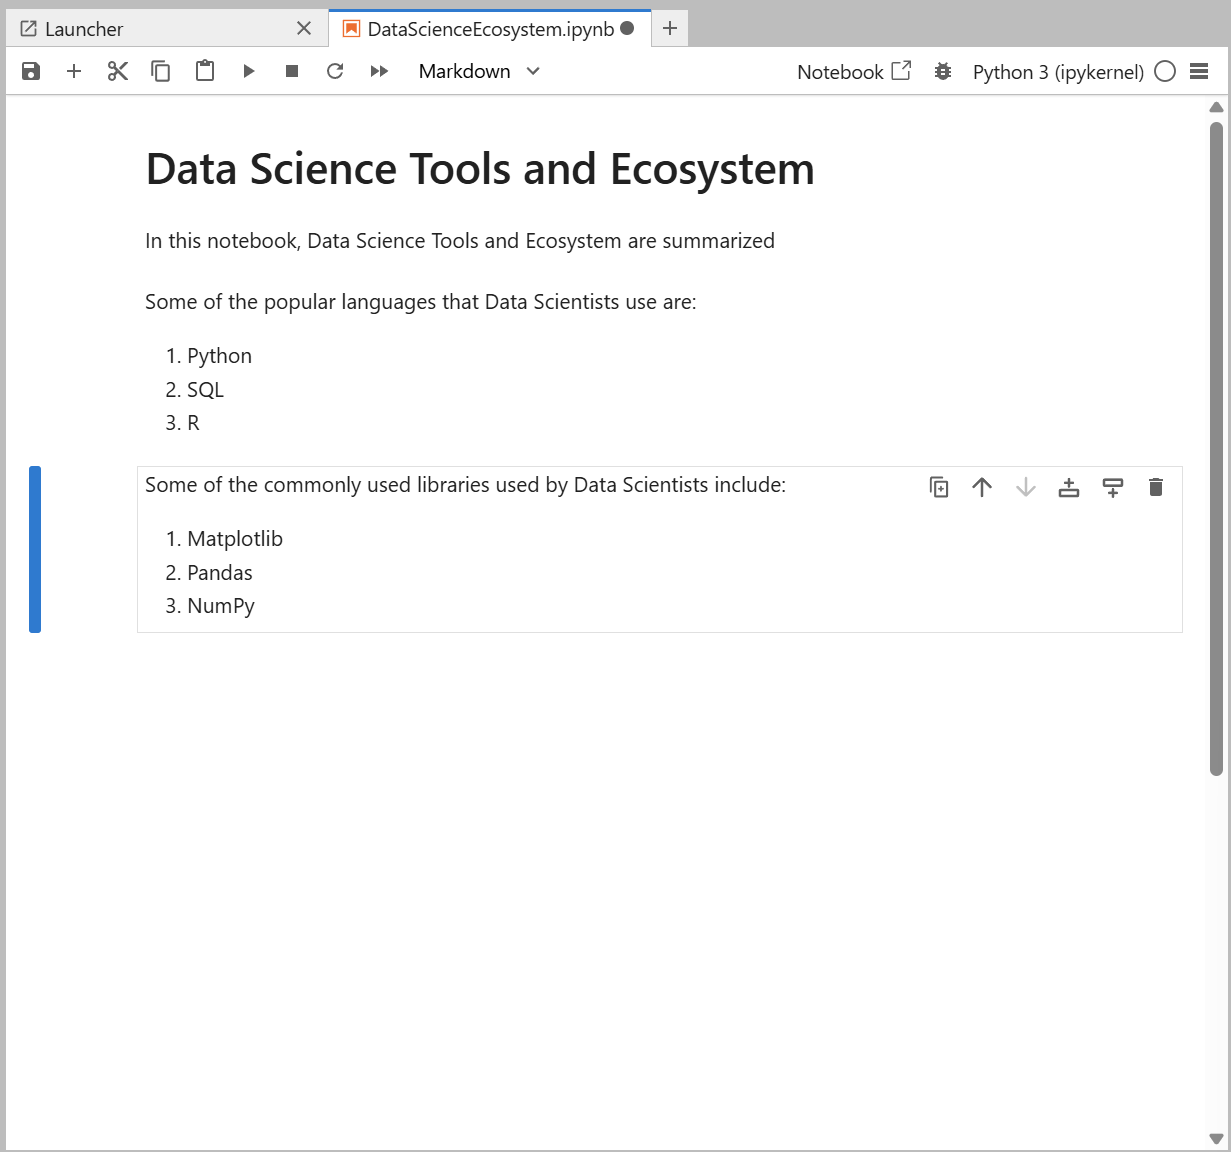 Launcher
DataScienceEcosystem.ipynb
Markdown
Notebook
Python 3 (ipykernel)
Data Science Tools and Ecosystem
In this notebook, Data Science Tools and Ecosystem are summarized
Some of the popular languages that Data Scientists use are:
1. Python
2. SQL
3. R
Some of the commonly used libraries used by Data Scientists include:
1. Matplotlib
2. Pandas
3. NumPy